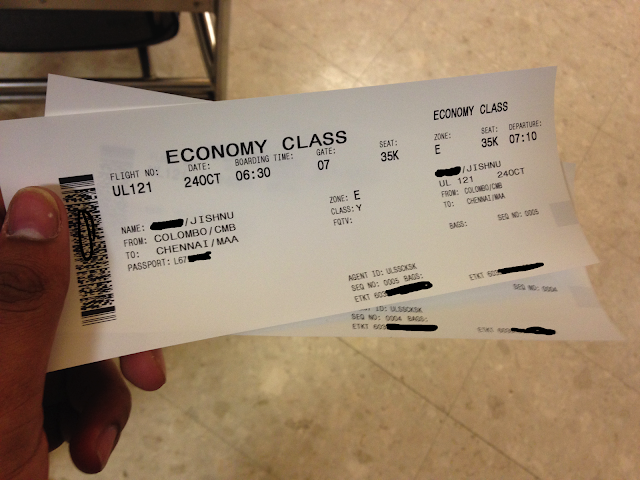 ECONOMY CLASS
FLIGHT NO: DATE: BOARDING TIME: GATE: SEAT:
UL121 24OCT 06:30 07 35K
ZONE: E
CLASS: Y
FQTV:
NAME: /JISHNU
FROM: COLOMBO/CMB
TO: CHENNAI/MAA
PASSPORT: L67
AGENT ID: ULSSCKSK
SEQ NO: 0005 BAGS:
ETKT 603
ECONOMY CLASS
ZONE: SEAT: DEPARTURE:
E 35K 07:10
/JISHNU
UL 121 24OCT
FROM: COLOMBO/CMB
TO: CHENNAI/MAA
BAGS: SEQ NO: 0005
ETKT 603
ID: ULSSCKSK
SEQ NO: 0004 BAGS:
ETKT 603
SEQ NO: 0004
ETKT 603